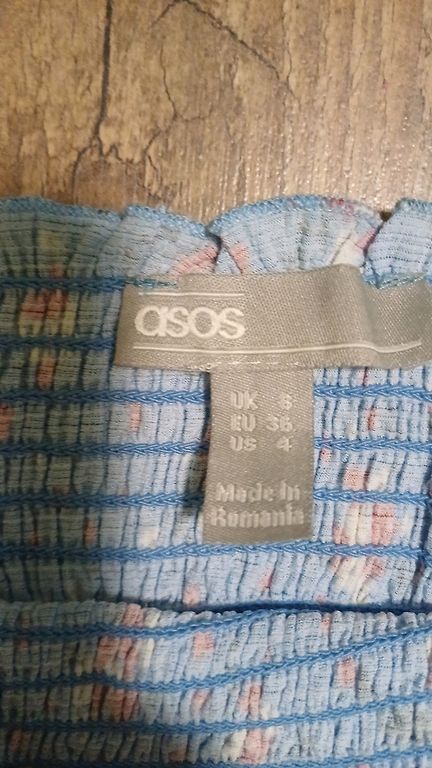 asos
UK 8
EU 36
US 4
Made In
Romania